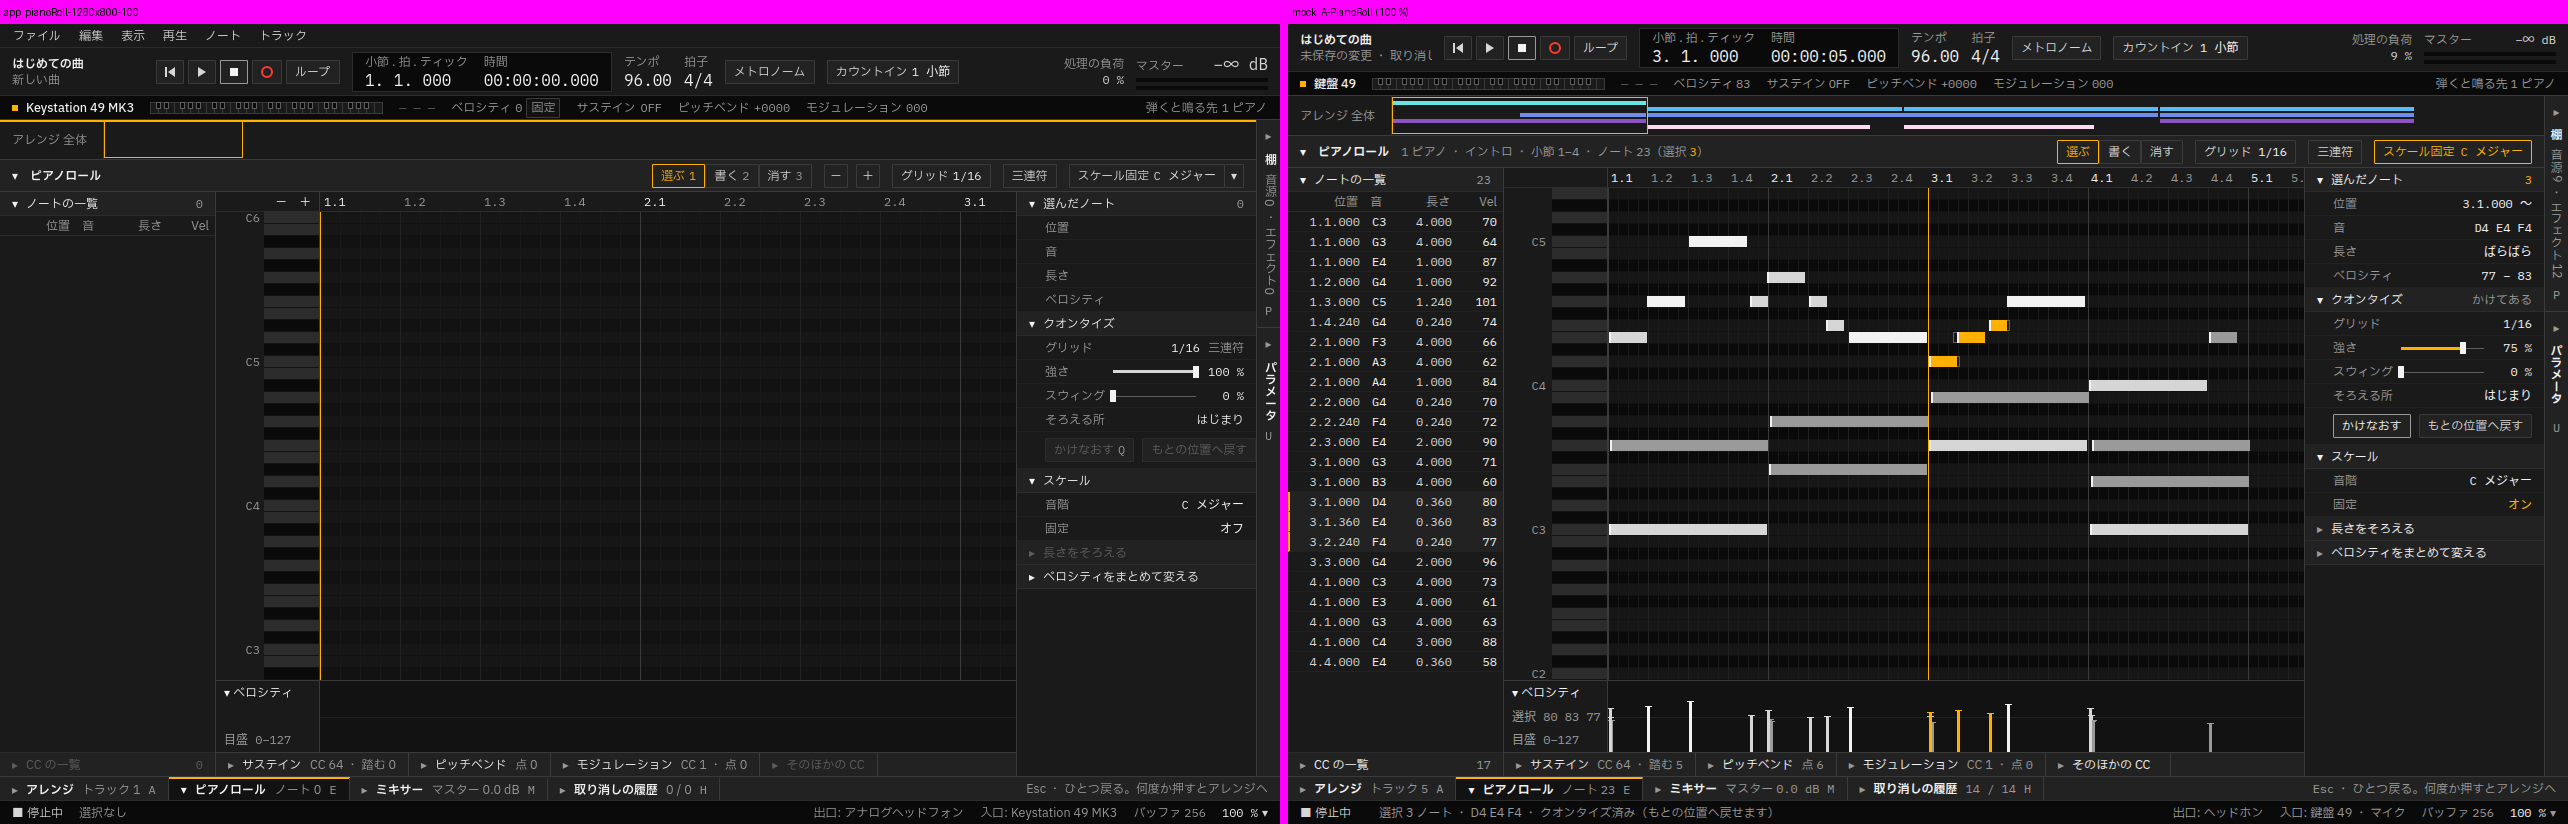 app pianoRoll-1280x800-100
ファイル 編集 表示 再生 ノート トラック
はじめての曲
新しい曲
ループ
小節 . 拍 . ティック 時間
1. 1. 000 00:00:00.000
テンポ 拍子
96.00 4/4
メトロノーム
カウントイン 1 小節
処理の負荷
0 %
マスター −∞ dB
Keystation 49 MK3 — — — ベロシティ 0 固定 サステイン OFF ピッチベンド +0000 モジュレーション 000 弾くと鳴る先 1 ピアノ
アレンジ 全体
▼ ピアノロール 選ぶ 1 書く 2 消す 3 − + グリッド 1/16 三連符 スケール固定 C メジャー ▼
▼ ノートの一覧 0
位置 音 長さ Vel
− + 1.1 1.2 1.3 1.4 2.1 2.2 2.3 2.4 3.1
C6
C5
C4
C3
▼ 選んだノート 0
位置
音
長さ
ベロシティ
▼ クオンタイズ
グリッド 1/16 三連符
強さ 100 %
スウィング 0 %
そろえる所 はじまり
かけなおす Q もとの位置へ戻す
▼ スケール
音階 C メジャー
固定 オフ
▶ 長さをそろえる
▶ ベロシティをまとめて変える
▶ 棚 音源 0 ・ エフェクト 0 P
▶ パラメータ U
▼ ベロシティ
目盛 0–127
▶ CC の一覧 0
▶ サステイン CC 64 ・ 踏む 0 ▶ ピッチベンド 点 0 ▶ モジュレーション CC 1 ・ 点 0 ▶ そのほかの CC
▶ アレンジ トラック 1 A ▼ ピアノロール ノート 0 E ▶ ミキサー マスター 0.0 dB M ▶ 取り消しの履歴 0 / 0 H Esc ・ ひとつ戻る。何度か押すとアレンジへ
■ 停止中 選択なし 出口: アナログヘッドフォン 入口: Keystation 49 MK3 バッファ 256 100 % ▼
mock A-PianoRoll (100 %)
はじめての曲
未保存の変更 ・ 取り消し
ループ
小節 . 拍 . ティック 時間
3. 1. 000 00:00:05.000
テンポ 拍子
96.00 4/4
メトロノーム
カウントイン 1 小節
処理の負荷
9 %
マスター −∞ dB
鍵盤 49 — — — ベロシティ 83 サステイン OFF ピッチベンド +0000 モジュレーション 000 弾くと鳴る先 1 ピアノ
アレンジ 全体
▼ ピアノロール 1 ピアノ ・ イントロ ・ 小節 1–4 ・ ノート 23（選択 3） 選ぶ 書く 消す グリッド 1/16 三連符 スケール固定 C メジャー
▼ ノートの一覧 23
位置 音 長さ Vel
1.1.000 C3 4.000 70
1.1.000 G3 4.000 64
1.1.000 E4 1.000 87
1.2.000 G4 1.000 92
1.3.000 C5 1.240 101
1.4.240 G4 0.240 74
2.1.000 F3 4.000 66
2.1.000 A3 4.000 62
2.1.000 A4 1.000 84
2.2.000 G4 0.240 70
2.2.240 F4 0.240 72
2.3.000 E4 2.000 90
3.1.000 G3 4.000 71
3.1.000 B3 4.000 60
3.1.000 D4 0.360 80
3.1.360 E4 0.360 83
3.2.240 F4 0.240 77
3.3.000 G4 2.000 96
4.1.000 C3 4.000 73
4.1.000 E3 4.000 61
4.1.000 G3 4.000 63
4.1.000 C4 3.000 88
4.4.000 E4 0.360 58
1.1 1.2 1.3 1.4 2.1 2.2 2.3 2.4 3.1 3.2 3.3 3.4 4.1 4.2 4.3 4.4 5.1 5.
C5
C4
C3
C2
▼ 選んだノート 3
位置 3.1.000 〜
音 D4 E4 F4
長さ ばらばら
ベロシティ 77 – 83
▼ クオンタイズ かけてある
グリッド 1/16
強さ 75 %
スウィング 0 %
そろえる所 はじまり
かけなおす もとの位置へ戻す
▼ スケール
音階 C メジャー
固定 オン
▶ 長さをそろえる
▶ ベロシティをまとめて変える
▶ 棚 音源 9 ・ エフェクト 12 P
▶ パラメータ U
▼ ベロシティ
選択 80 83 77
目盛 0–127
▶ CC の一覧 17
▶ サステイン CC 64 ・ 踏む 5 ▶ ピッチベンド 点 6 ▶ モジュレーション CC 1 ・ 点 0 ▶ そのほかの CC
▶ アレンジ トラック 5 A ▼ ピアノロール ノート 23 E ▶ ミキサー マスター 0.0 dB M ▶ 取り消しの履歴 14 / 14 H Esc ・ ひとつ戻る。何度か押すとアレンジへ
■ 停止中 選択 3 ノート ・ D4 E4 F4 ・ クオンタイズ済み（もとの位置へ戻せます） 出口: ヘッドホン 入口: 鍵盤 49 ・ マイク バッファ 256 100 % ▼